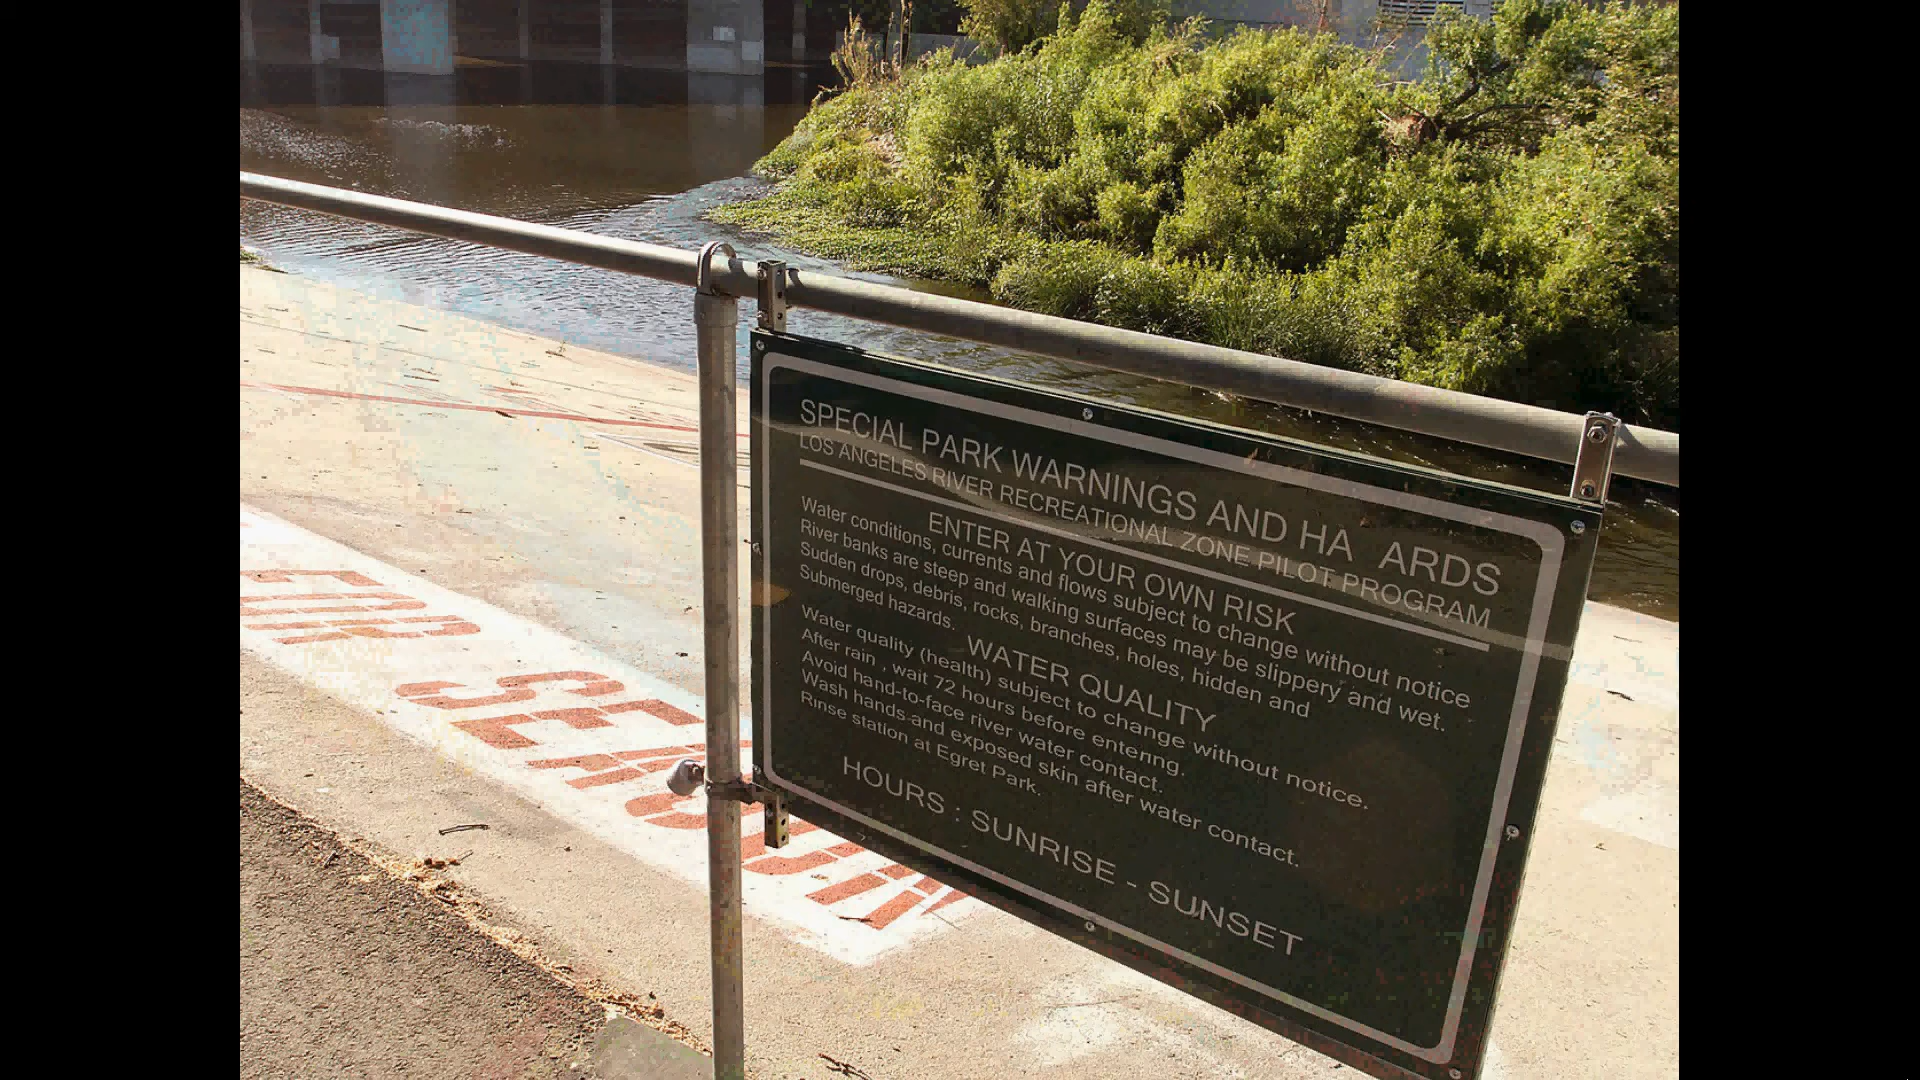 SPECIAL PARK WARNINGS AND HA ARDS
LOS ANGELES RIVER RECREATIONAL ZONE PILOT PROGRAM
ENTER AT YOUR OWN RISK
Water conditions, currents and flows subject to change without notice
River banks are steep and walking surfaces may be slippery and wet.
Sudden drops, debris, rocks, branches, holes, hidden and
Submerged hazards.
WATER QUALITY
Water quality (health) subject to change without notice.
After rain , wait 72 hours before entering.
Avoid hand-to-face river water contact.
Wash hands and exposed skin after water contact.
Rinse station at Egret Park.
HOURS : SUNRISE - SUNSET